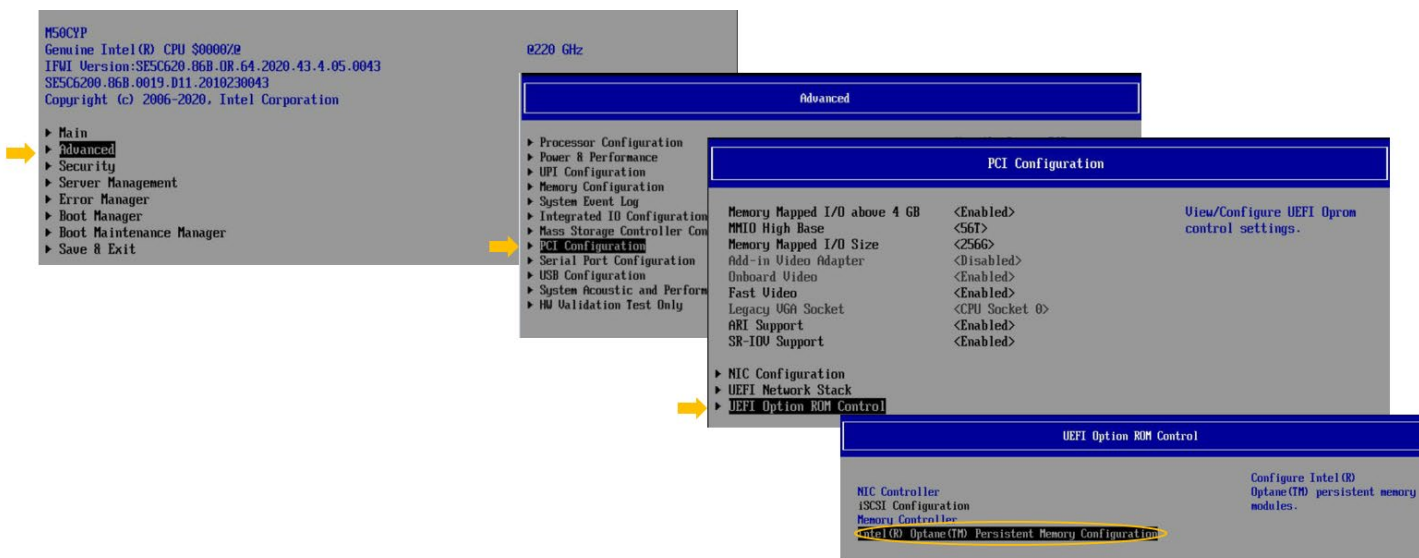 M50CYP
Genuine Intel(R) CPU $0000%@ @220 GHz
IFWI Version:SE5C620.86B.OR.64.2020.43.4.05.0043
SE5C6200.86B.0019.D11.2010230043
Copyright (c) 2006-2020, Intel Corporation
Main
Advanced
Security
Server Management
Error Manager
Boot Manager
Boot Maintenance Manager
Save & Exit
Advanced
Processor Configuration
Power & Performance
UPI Configuration
Memory Configuration
System Event Log
Integrated IO Configuration
Mass Storage Controller Con
PCI Configuration
Serial Port Configuration
USB Configuration
System Acoustic and Perform
HW Validation Test Only
PCI Configuration
Memory Mapped I/O above 4 GB <Enabled>
MMIO High Base <56T>
Memory Mapped I/O Size <256G>
Add-in Video Adapter <Disabled>
Onboard Video <Enabled>
Fast Video <Enabled>
Legacy VGA Socket <CPU Socket 0>
ARI Support <Enabled>
SR-IOV Support <Enabled>
View/Configure UEFI Oprom
control settings.
NIC Configuration
UEFI Network Stack
UEFI Option ROM Control
UEFI Option ROM Control
NIC Controller
iSCSI Configuration
Memory Controller
Intel(R) Optane(TM) Persistent Memory Configuration
Configure Intel(R)
Optane(TM) persistent memory
modules.